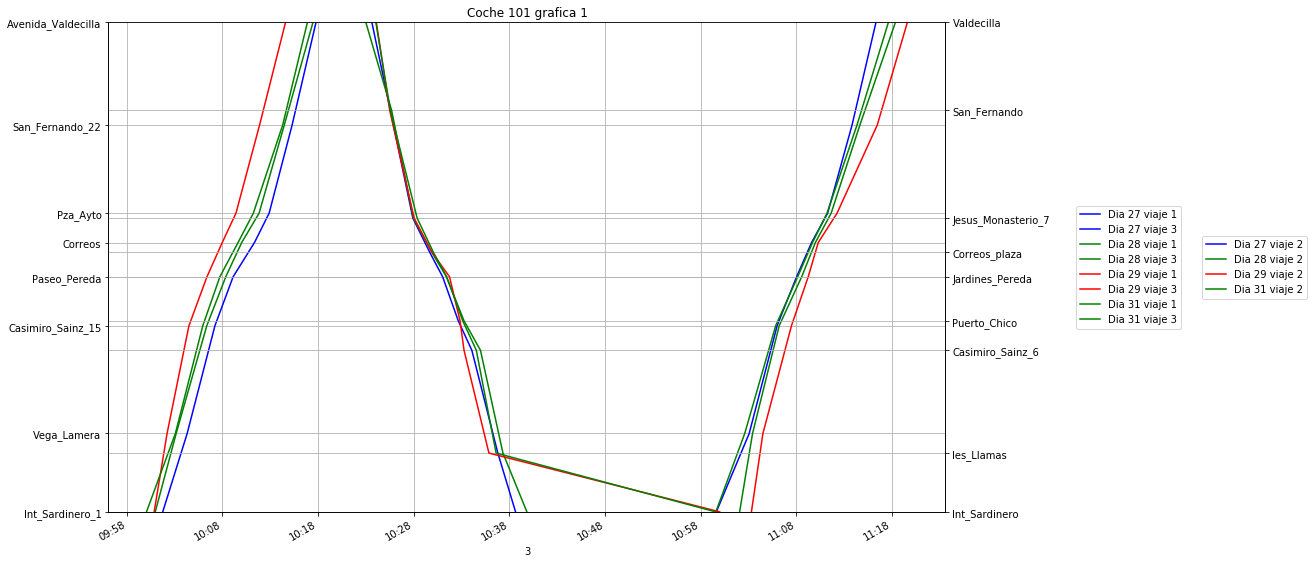 Coche 101 grafica 1
Avenida_Valdecilla
San_Fernando_22
Pza_Ayto
Correos
Paseo_Pereda
Casimiro_Sainz_15
Vega_Lamera
Int_Sardinero_1
Valdecilla
San_Fernando
Jesus_Monasterio_7
Correos_plaza
Jardines_Pereda
Puerto_Chico
Casimiro_Sainz_6
Ies_Llamas
Int_Sardinero
09:58
10:08
10:18
10:28
10:38
10:48
10:58
11:08
11:18
3
Dia 27 viaje 1
Dia 27 viaje 3
Dia 28 viaje 1
Dia 28 viaje 3
Dia 29 viaje 1
Dia 29 viaje 3
Dia 31 viaje 1
Dia 31 viaje 3
Dia 27 viaje 2
Dia 28 viaje 2
Dia 29 viaje 2
Dia 31 viaje 2